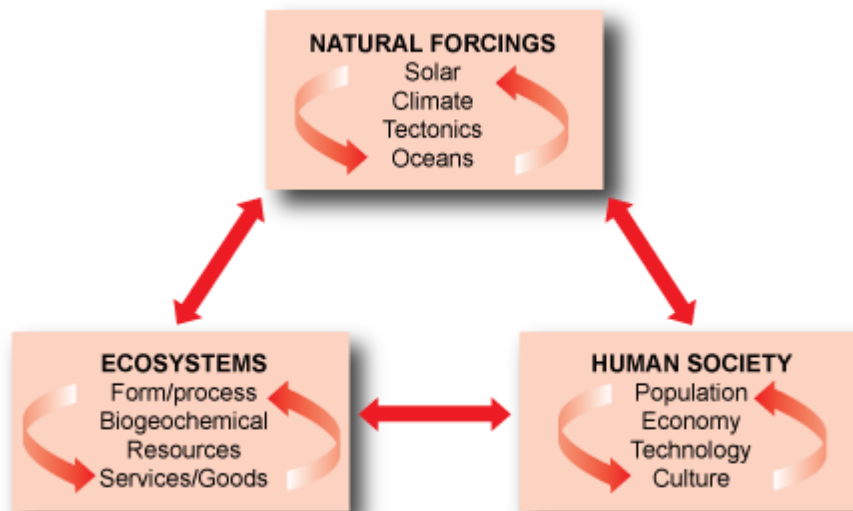 NATURAL FORCINGS
Solar
Climate
Tectonics
Oceans
ECOSYSTEMS
Form/process
Biogeochemical
Resources
Services/Goods
HUMAN SOCIETY
Population
Economy
Technology
Culture